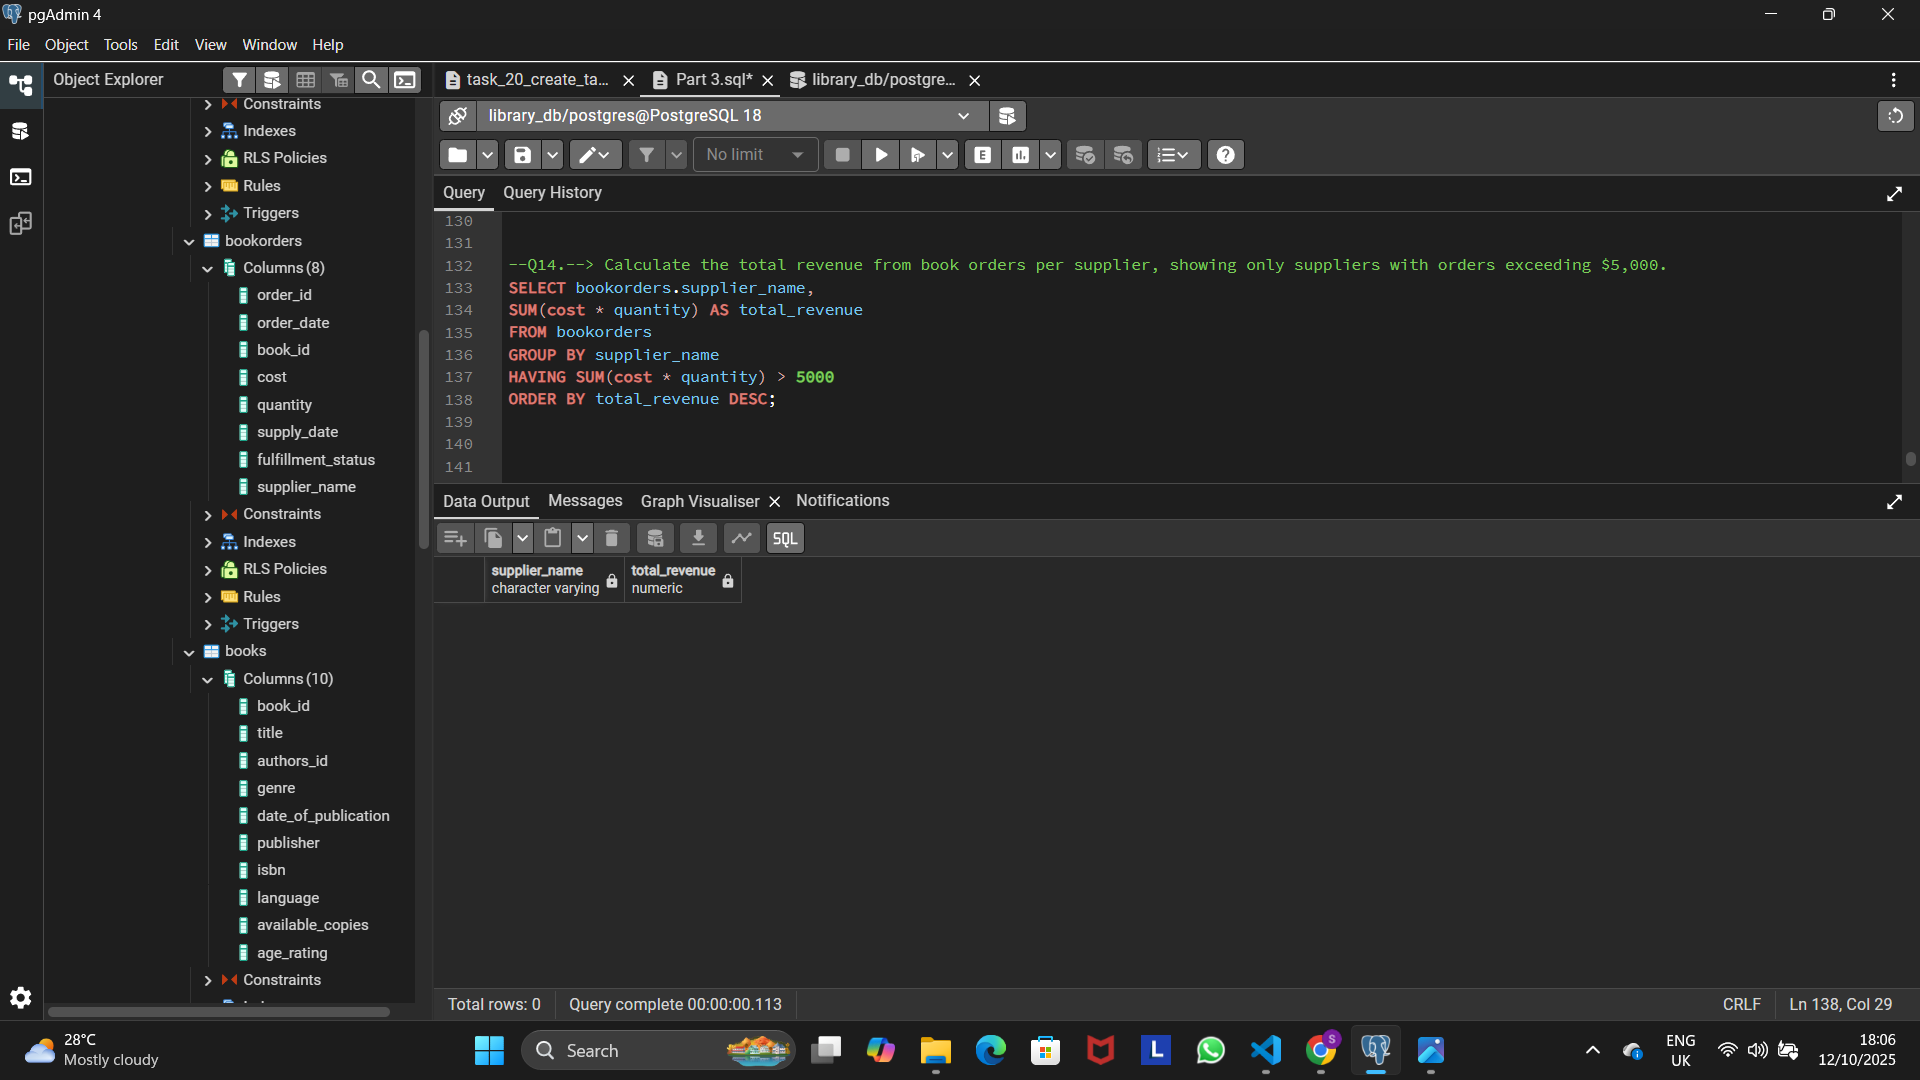 pgAdmin 4
File Object Tools Edit View Window Help
Object Explorer
Constraints
Indexes
RLS Policies
Rules
Triggers
bookorders
Columns (8)
order_id
order_date
book_id
cost
quantity
supply_date
fulfillment_status
supplier_name
Constraints
Indexes
RLS Policies
Rules
Triggers
books
Columns (10)
book_id
title
authors_id
genre
date_of_publication
publisher
isbn
language
available_copies
age_rating
Constraints
task_20_create_ta... Part 3.sql* library_db/postgre...
library_db/postgres@PostgreSQL 18
No limit
E
Query Query History
130
131
132 --Q14.--> Calculate the total revenue from book orders per supplier, showing only suppliers with orders exceeding $5,000.
133 SELECT bookorders.supplier_name,
134 SUM(cost * quantity) AS total_revenue
135 FROM bookorders
136 GROUP BY supplier_name
137 HAVING SUM(cost * quantity) > 5000
138 ORDER BY total_revenue DESC;
139
140
141
Data Output Messages Graph Visualiser Notifications
SQL
supplier_name total_revenue
character varying numeric
Total rows: 0 Query complete 00:00:00.113 CRLF Ln 138, Col 29
28°C
Mostly cloudy
Search
L
S
ENG
UK
18:06
12/10/2025